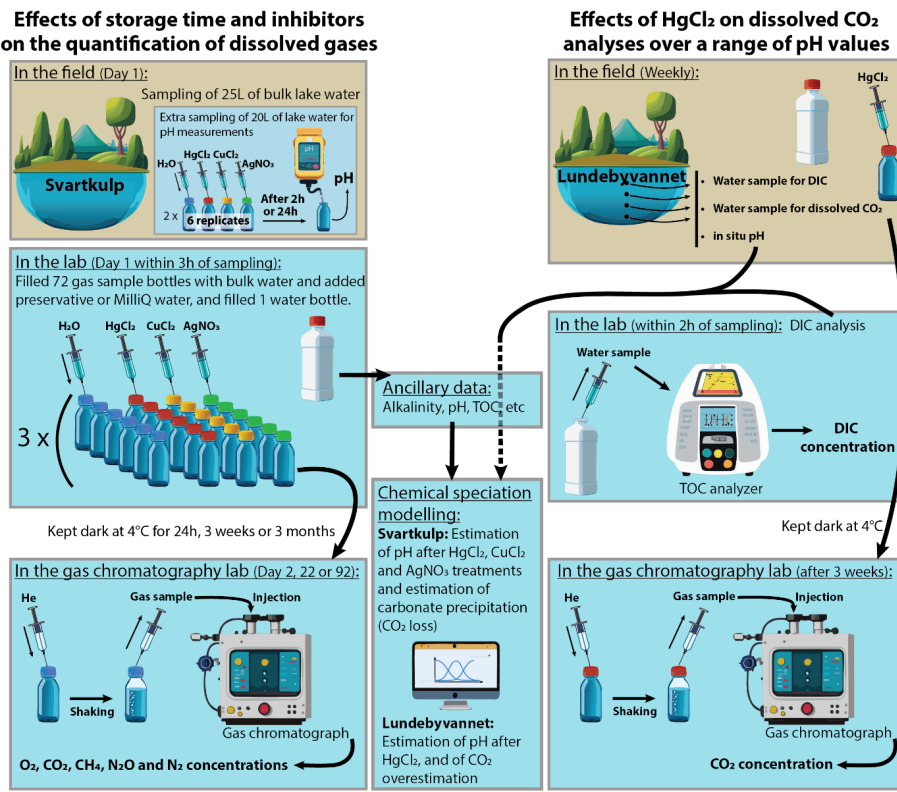 Effects of storage time and inhibitors
on the quantification of dissolved gases
In the field (Day 1):
Sampling of 25L of bulk lake water
Extra sampling of 20L of lake water for
pH measurements
H₂O
HgCl₂ CuCl₂
AgNO₃
pH
pH
Svartkulp
2 x
6 replicates
After 2h
or 24h
In the lab (Day 1 within 3h of sampling):
Filled 72 gas sample bottles with bulk water and added
preservative or MilliQ water, and filled 1 water bottle.
H₂O
HgCl₂
CuCl₂
AgNO₃
3 x
Kept dark at 4°C for 24h, 3 weeks or 3 months
In the gas chromatography lab (Day 2, 22 or 92):
He
Gas sample
Injection
Shaking
Gas chromatograph
O₂, CO₂, CH₄, N₂O and N₂ concentrations
Ancillary data:
Alkalinity, pH, TOC, etc
Chemical speciation
modelling:
Svartkulp: Estimation
of pH after HgCl₂, CuCl₂
and AgNO₃ treatments
and estimation of
carbonate precipitation
(CO₂ loss)
Lundebyvannet:
Estimation of pH after
HgCl₂, and of CO₂
overestimation
Effects of HgCl₂ on dissolved CO₂
analyses over a range of pH values
In the field (Weekly):
HgCl₂
Lundebyvannet
• Water sample for DIC
• Water sample for dissolved CO₂
• in situ pH
In the lab (within 2h of sampling): DIC analysis
Water sample
DIC
concentration
TOC analyzer
Kept dark at 4°C
In the gas chromatography lab (after 3 weeks):
He
Gas sample
Injection
Shaking
Gas chromatograph
CO₂ concentration